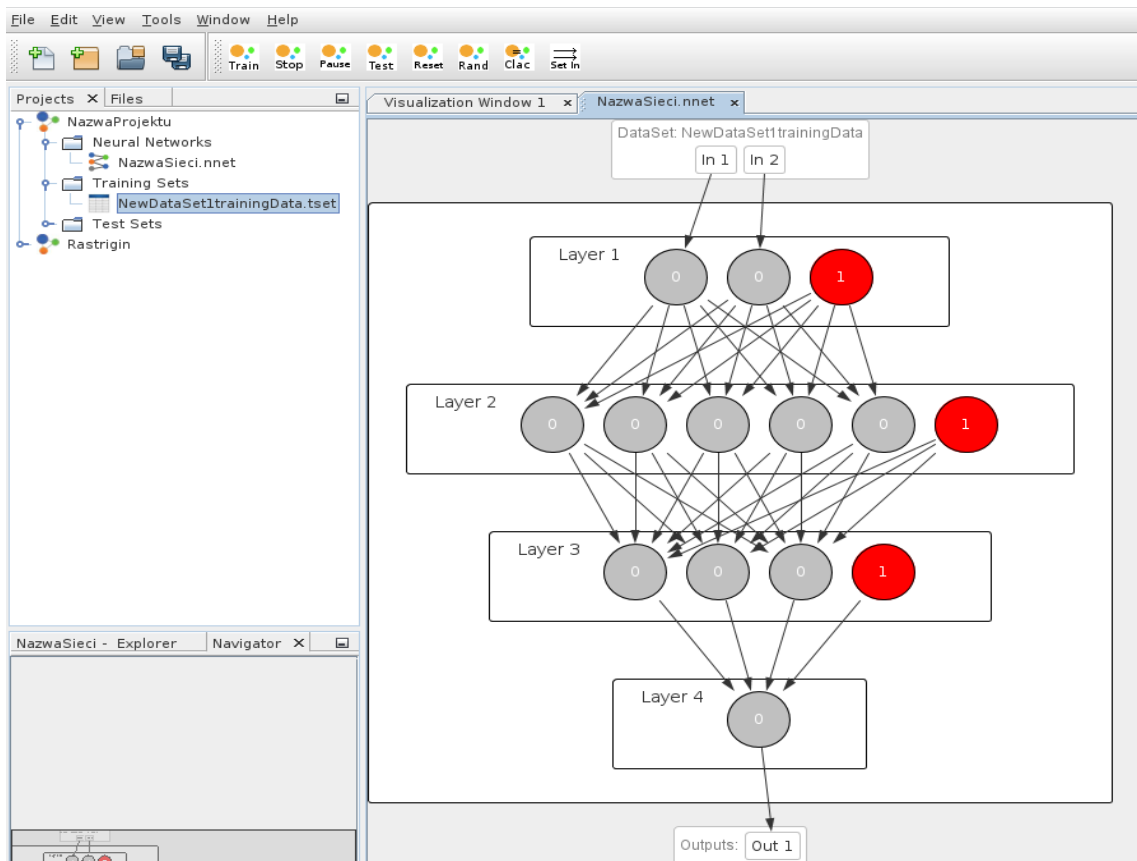 File Edit View Tools Window Help
Train Stop Pause Test Reset Rand Clac Set In
Projects X Files
NazwaProjektu
Neural Networks
NazwaSieci.nnet
Training Sets
NewDataSet1trainingData.tset
Test Sets
Rastrigin
NazwaSieci - Explorer Navigator X
Visualization Window 1 x NazwaSieci.nnet x
DataSet: NewDataSet1trainingData
In 1 In 2
Layer 1 0 0 1
Layer 2 0 0 0 0 0 1
Layer 3 0 0 0 1
Layer 4 0
Outputs: Out 1